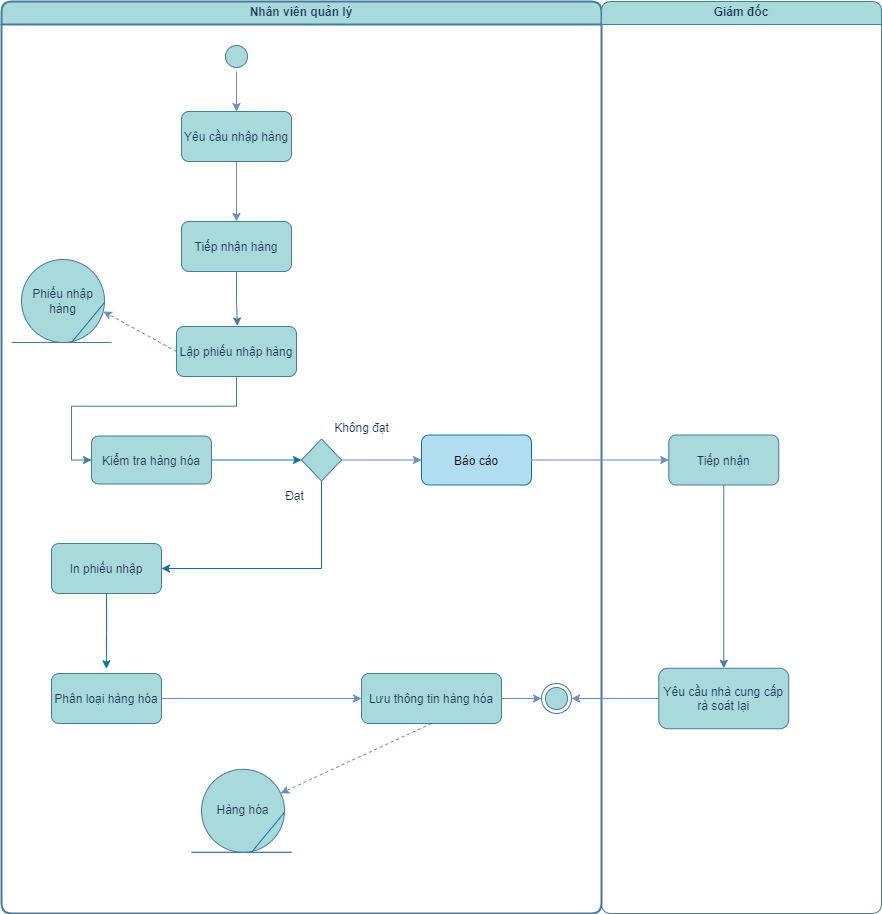 Nhân viên quản lý
Giám đốc
Yêu cầu nhập hàng
Tiếp nhận hàng
Phiếu nhập
hàng
Lập phiếu nhập hàng
Không đạt
Kiểm tra hàng hóa
Báo cáo
Tiếp nhận
Đạt
In phiếu nhập
Phân loại hàng hóa
Lưu thông tin hàng hóa
Yêu cầu nhà cung cấp
rà soát lại
Hàng hóa